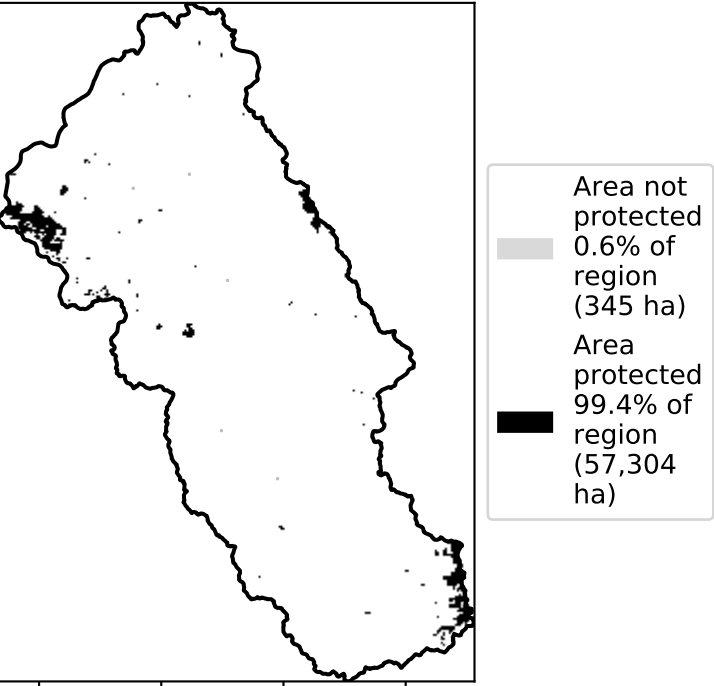 Area not
protected
0.6% of
region
(345 ha)
Area
protected
99.4% of
region
(57,304
ha)